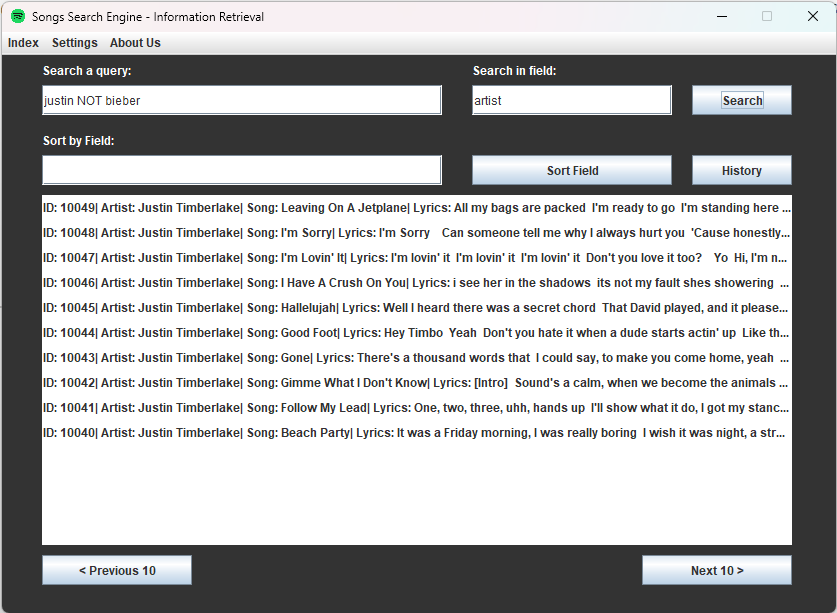 Songs Search Engine - Information Retrieval
Index Settings About Us
Search a query: Search in field:
justin NOT bieber artist Search
Sort by Field:
Sort Field History
ID: 10049| Artist: Justin Timberlake| Song: Leaving On A Jetplane| Lyrics: All my bags are packed  I'm ready to go  I'm standing here ...
ID: 10048| Artist: Justin Timberlake| Song: I'm Sorry| Lyrics: I'm Sorry    Can someone tell me why I always hurt you  'Cause honestly...
ID: 10047| Artist: Justin Timberlake| Song: I'm Lovin' It| Lyrics: I'm lovin' it  I'm lovin' it  I'm lovin' it  Don't you love it too?    Yo  Hi, I'm n...
ID: 10046| Artist: Justin Timberlake| Song: I Have A Crush On You| Lyrics: i see her in the shadows  its not my fault shes showering  ...
ID: 10045| Artist: Justin Timberlake| Song: Hallelujah| Lyrics: Well I heard there was a secret chord  That David played, and it please...
ID: 10044| Artist: Justin Timberlake| Song: Good Foot| Lyrics: Hey Timbo  Yeah  Don't you hate it when a dude starts actin' up  Like th...
ID: 10043| Artist: Justin Timberlake| Song: Gone| Lyrics: There's a thousand words that  I could say, to make you come home, yeah  ...
ID: 10042| Artist: Justin Timberlake| Song: Gimme What I Don't Know| Lyrics: [Intro]  Sound's a calm, when we become the animals ...
ID: 10041| Artist: Justin Timberlake| Song: Follow My Lead| Lyrics: One, two, three, uhh, hands up  I'll show what it do, I got my stanc...
ID: 10040| Artist: Justin Timberlake| Song: Beach Party| Lyrics: It was a Friday morning, I was really boring  I wish it was night, a str...
< Previous 10 Next 10 >